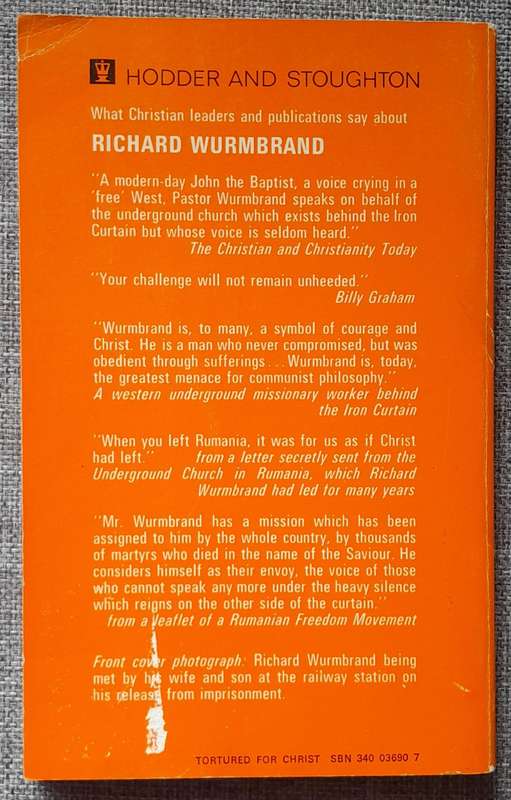 HODDER AND STOUGHTON
What Christian leaders and publications say about
RICHARD WURMBRAND
"A modern-day John the Baptist, a voice crying in a
'free' West, Pastor Wurmbrand speaks on behalf of
the underground church which exists behind the Iron
Curtain but whose voice is seldom heard."
The Christian and Christianity Today
"Your challenge will not remain unheeded."
Billy Graham
"Wurmbrand is, to many, a symbol of courage and
Christ. He is a man who never compromised, but was
obedient through sufferings... Wurmbrand is, today,
the greatest menace for communist philosophy."
A western underground missionary worker behind
the Iron Curtain
"When you left Rumania, it was for us as if Christ
had left." from a letter secretly sent from the
Underground Church in Rumania, which Richard
Wurmbrand had led for many years
"Mr. Wurmbrand has a mission which has been
assigned to him by the whole country, by thousands
of martyrs who died in the name of the Saviour. He
considers himself as their envoy, the voice of those
who cannot speak any more under the heavy silence
which reigns on the other side of the curtain."
from a leaflet of a Rumanian Freedom Movement
Front cover photograph: Richard Wurmbrand being
met by his wife and son at the railway station on
his release from imprisonment.
TORTURED FOR CHRIST SBN 340 03690 7